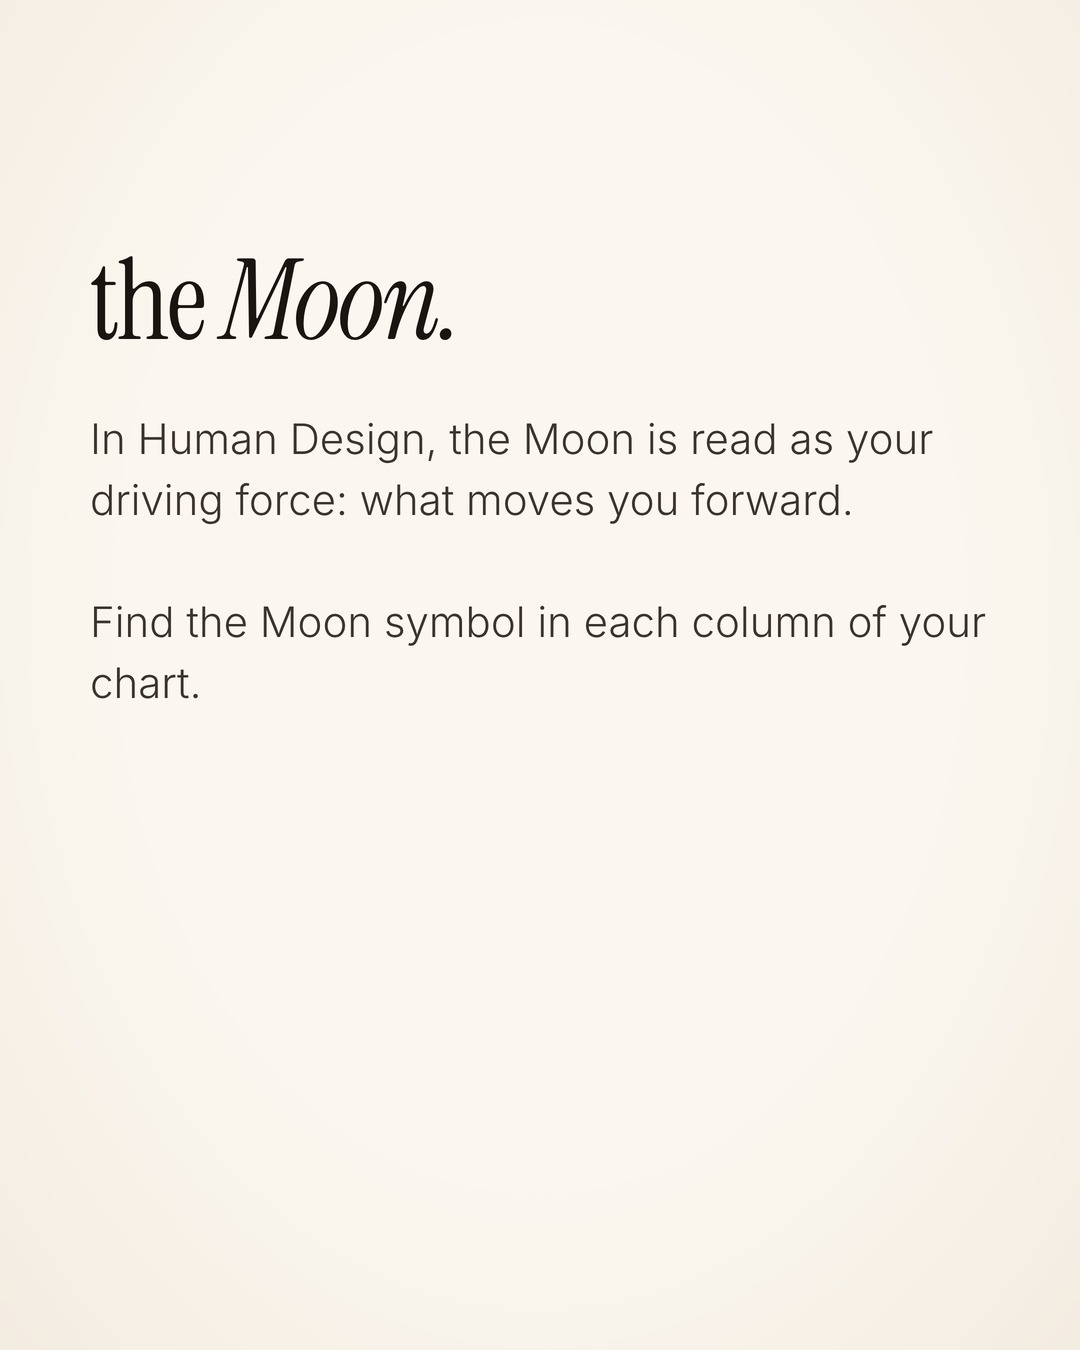 the Moon.
In Human Design, the Moon is read as your
driving force: what moves you forward.
Find the Moon symbol in each column of your
chart.